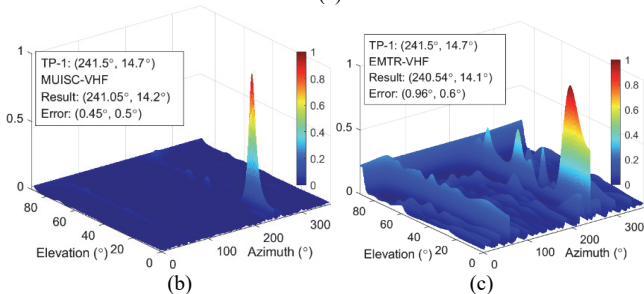 1
TP-1: (241.5°, 14.7°)
MUISC-VHF
Result: (241.05°, 14.2°)
Error: (0.45°, 0.5°)
0.5
0
1
0.8
0.6
0.4
0.2
0
80
60
40
20
0
Elevation (°)
0
100
200
300
Azimuth (°)
(b)
1
TP-1: (241.5°, 14.7°)
EMTR-VHF
Result: (240.54°, 14.1°)
Error: (0.96°, 0.6°)
0.5
0
1
0.8
0.6
0.4
0.2
0
80
60
40
20
0
Elevation (°)
0
100
200
300
Azimuth (°)
(c)